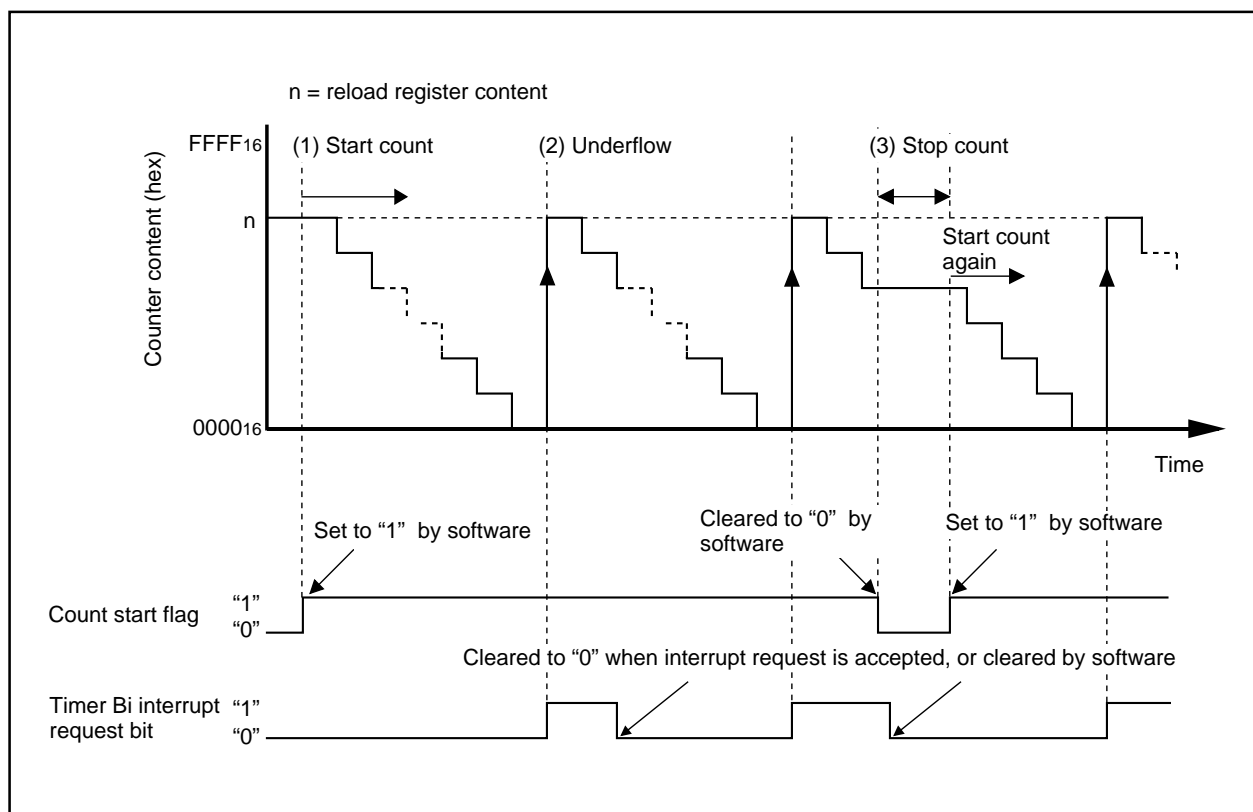 n = reload register content
FFFF16
(1) Start count
(2) Underflow
(3) Stop count
Counter content (hex)
n
Start count
again
000016
Time
Set to “1” by software
Cleared to “0” by
software
Set to “1” by software
Count start flag
“1”
“0”
Cleared to “0” when interrupt request is accepted, or cleared by software
Timer Bi interrupt
request bit
“1”
“0”